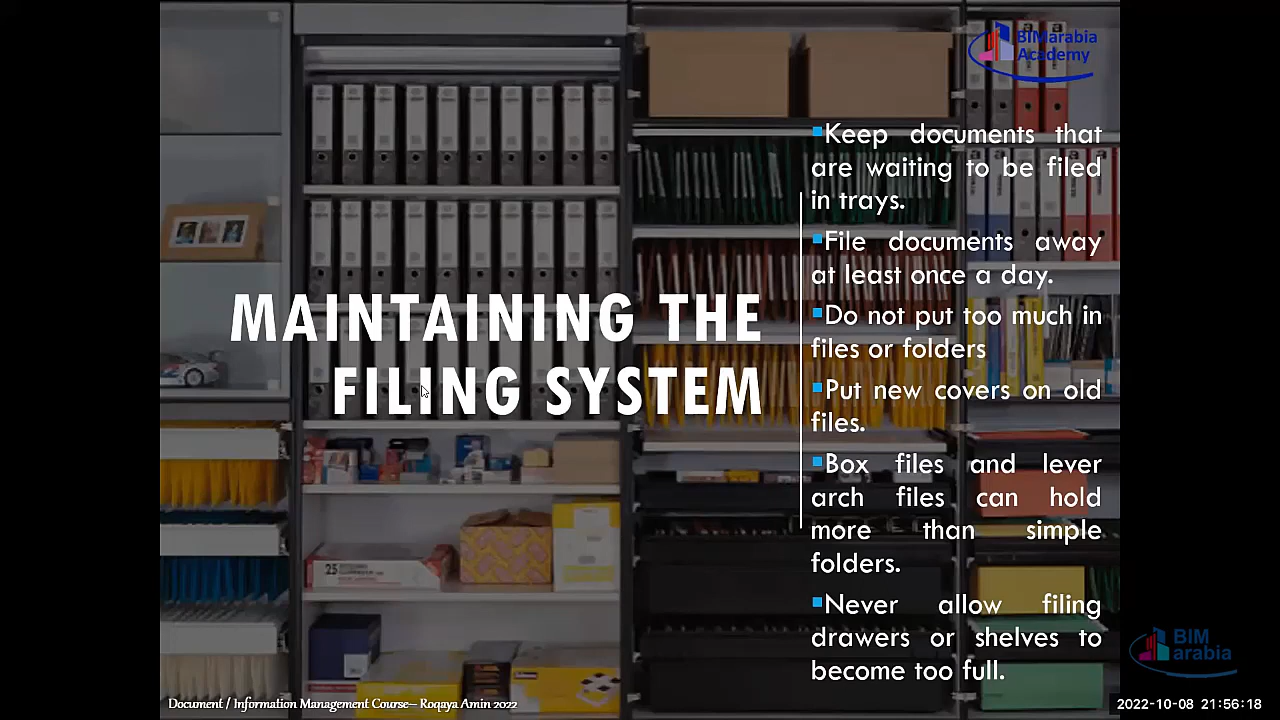 BIMarabia
Academy
MAINTAINING THE
FILING SYSTEM
▪Keep documents that
are waiting to be filed
in trays.
▪File documents away
at least once a day.
▪Do not put too much in
files or folders
▪Put new covers on old
files.
▪Box files and lever
arch files can hold
more than simple
folders.
▪Never allow filing
drawers or shelves to
become too full.
25
BIM
arabia
Document / Information Management Course– Roqaya Amin 2022
2022-10-08 21:56:18